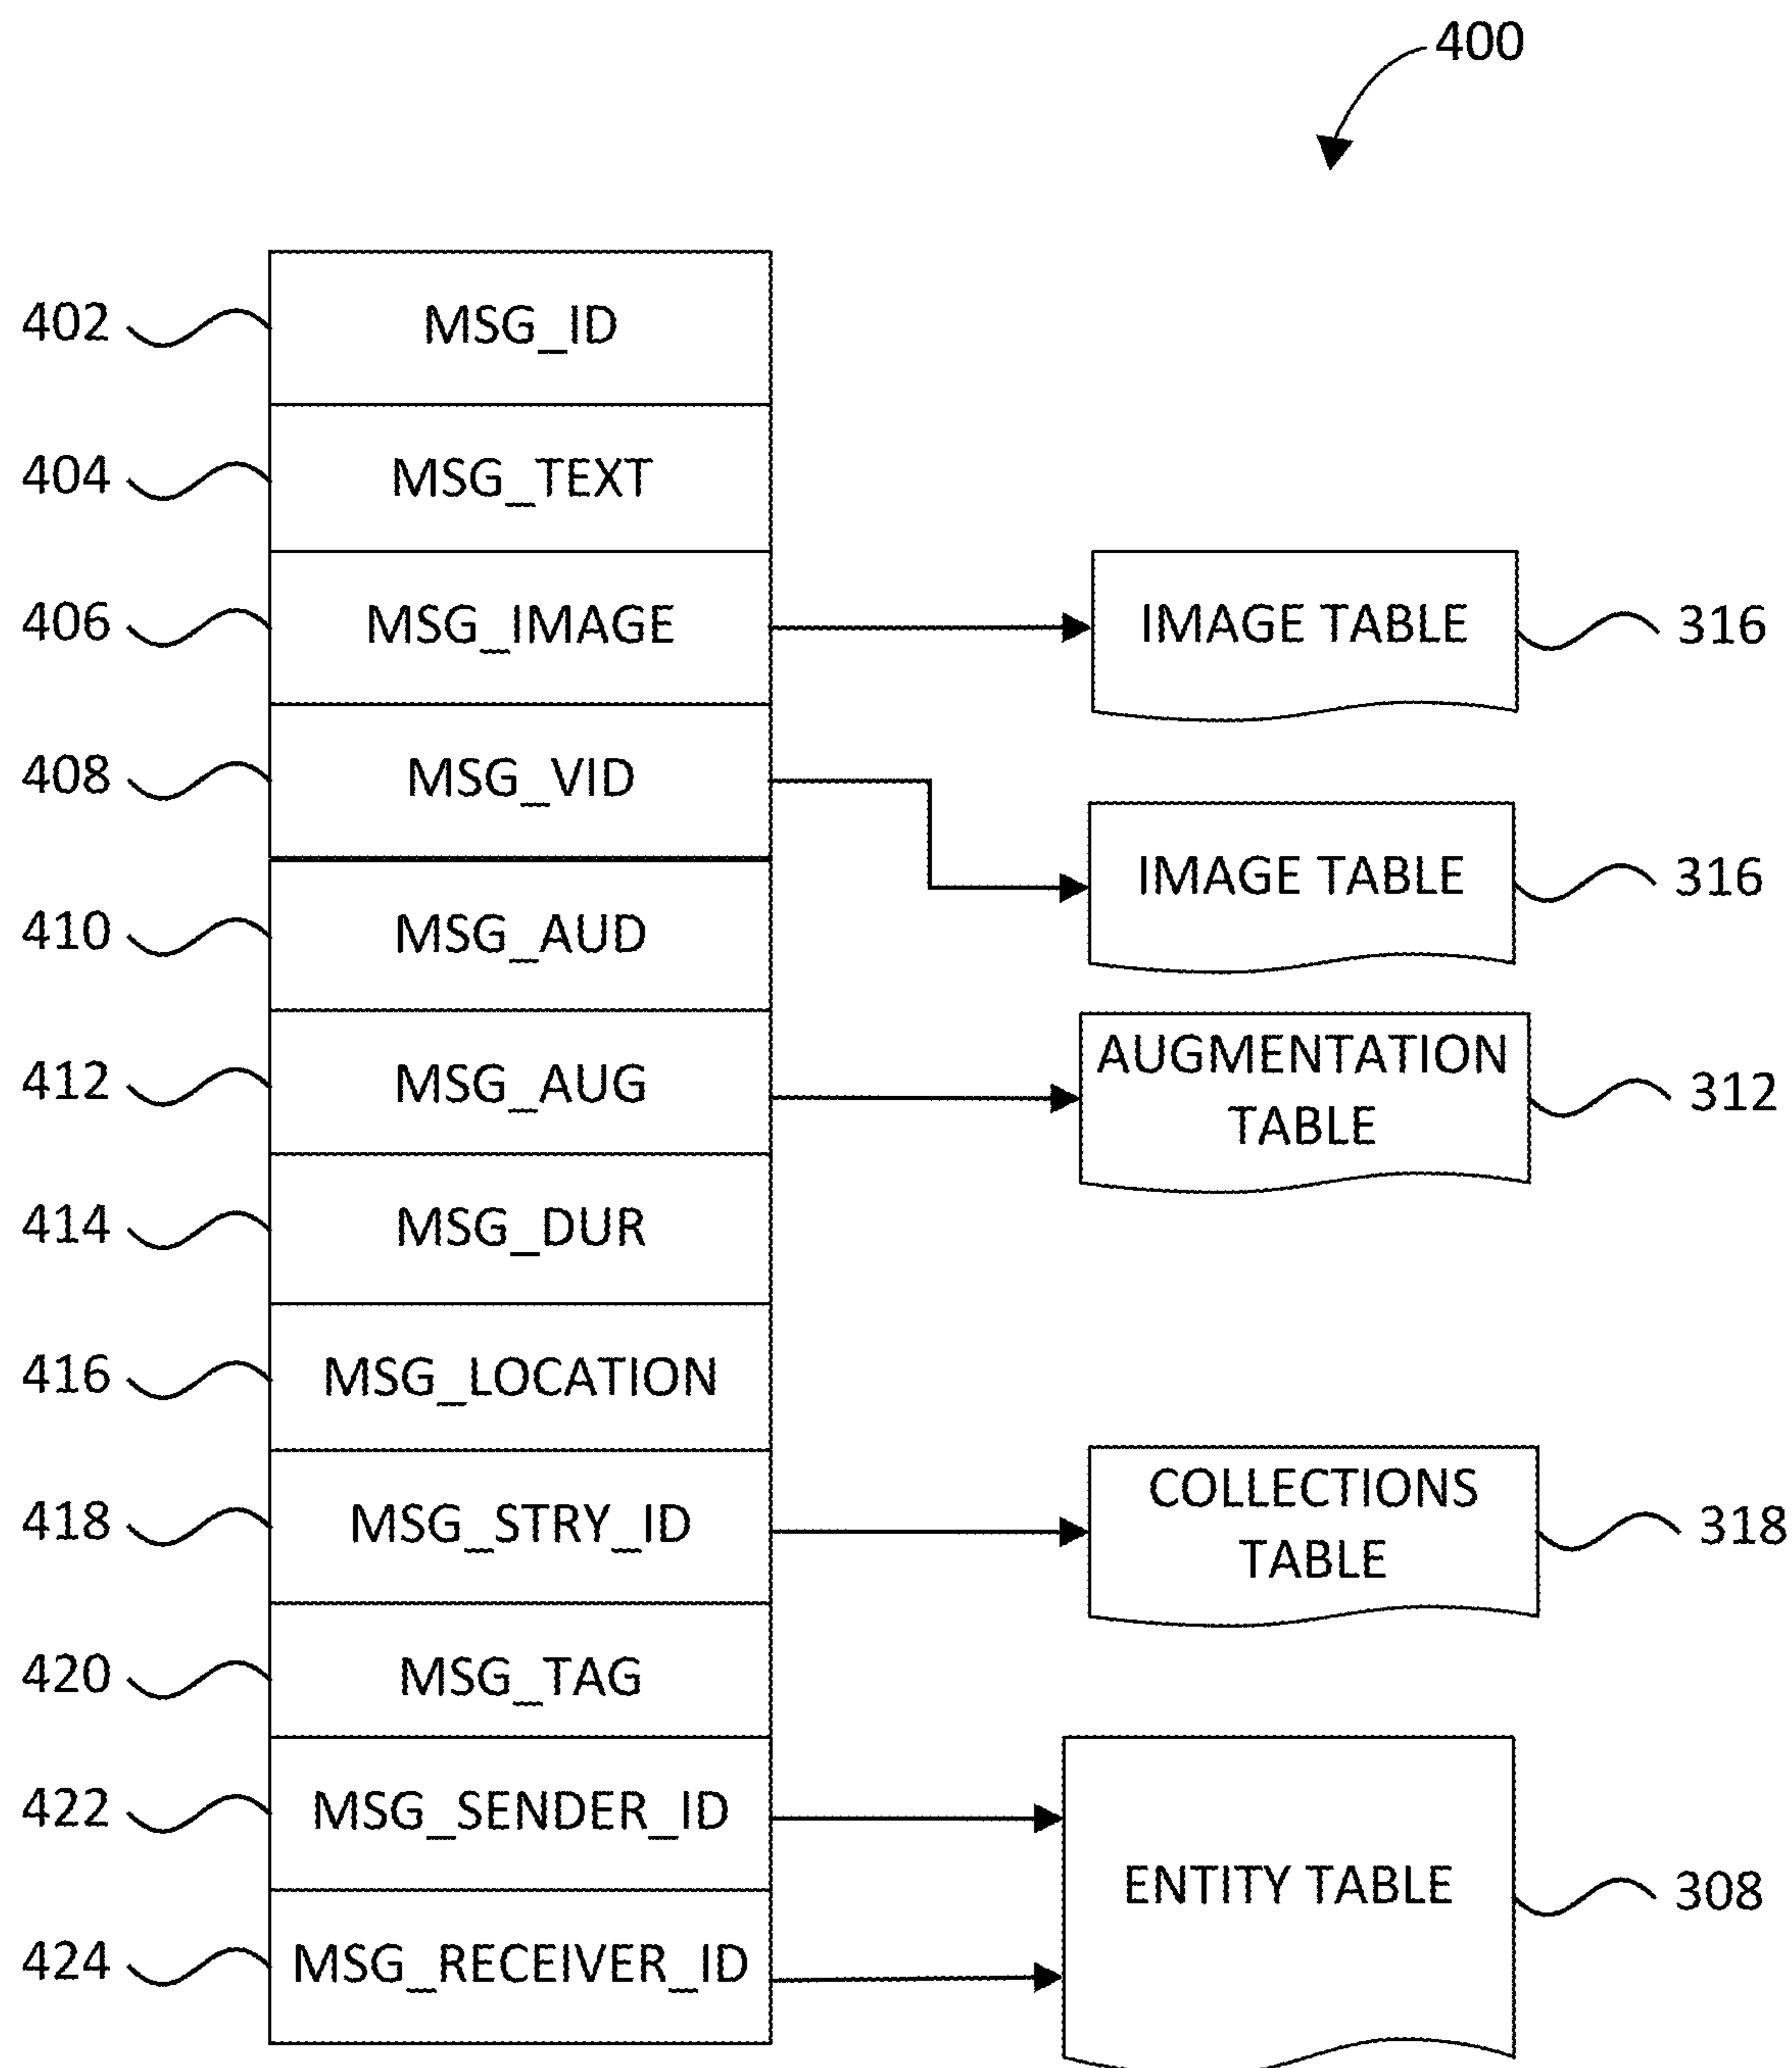 400
402 MSG_ID
404 MSG_TEXT
406 MSG_IMAGE IMAGE TABLE 316
408 MSG_VID
IMAGE TABLE 316
410 MSG_AUD
412 MSG_AUG AUGMENTATION
TABLE 312
414 MSG_DUR
416 MSG_LOCATION
418 MSG_STRY_ID COLLECTIONS
TABLE 318
420 MSG_TAG
422 MSG_SENDER_ID
ENTITY TABLE 308
424 MSG_RECEIVER_ID